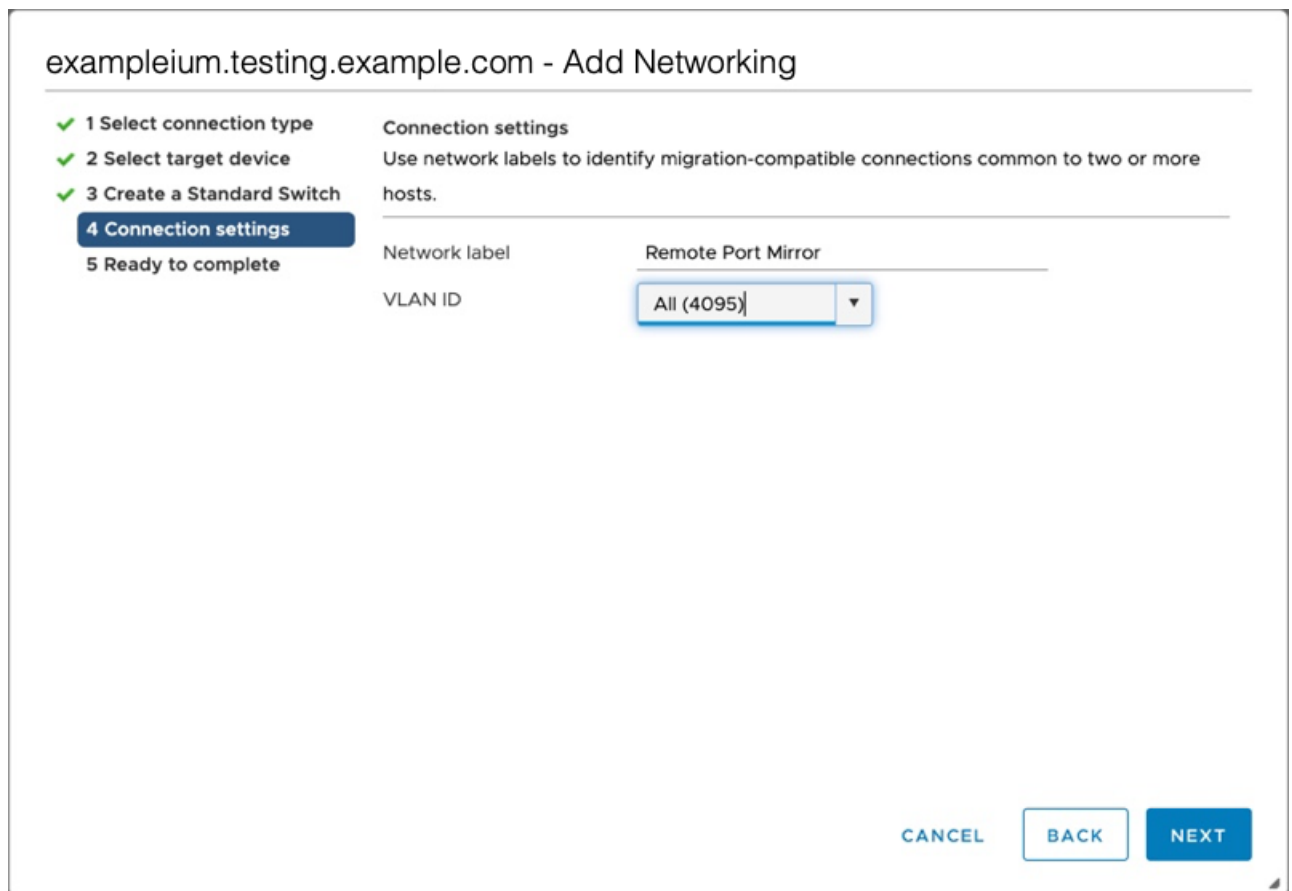 exampleium.testing.example.com - Add Networking
1 Select connection type
2 Select target device
3 Create a Standard Switch
4 Connection settings
5 Ready to complete
Connection settings
Use network labels to identify migration-compatible connections common to two or more
hosts.
Network label
Remote Port Mirror
VLAN ID
All (4095)
CANCEL
BACK
NEXT